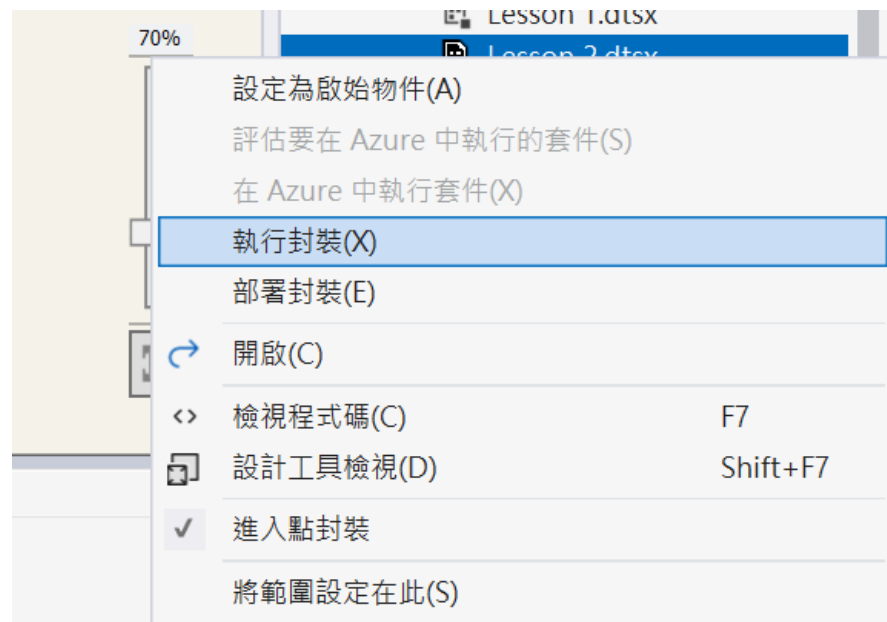 Lesson 1.dtsx
70%
Lesson 2.dtsx
設定為啟始物件(A)
評估要在 Azure 中執行的套件(S)
在 Azure 中執行套件(X)
執行封裝(X)
部署封裝(E)
開啟(C)
檢視程式碼(C) F7
設計工具檢視(D) Shift+F7
進入點封裝
將範圍設定在此(S)